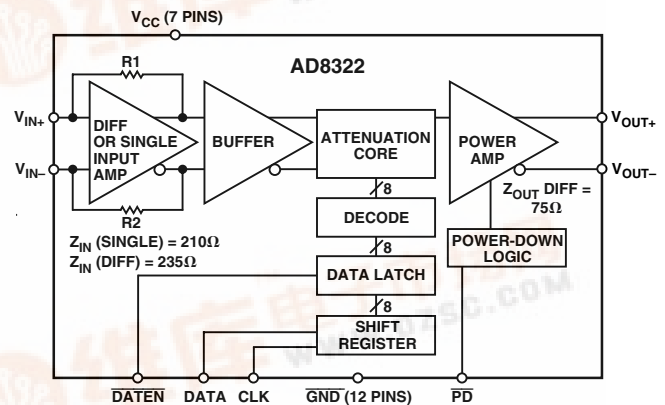 VCC (7 PINS)
R1
AD8322
VIN+
VIN–
DIFF
OR SINGLE
INPUT
AMP
BUFFER
ATTENUATION
CORE
POWER
AMP
VOUT+
VOUT–
8
DECODE
ZOUT DIFF =
75Ω
R2
ZIN (SINGLE) = 210Ω
ZIN (DIFF) = 235Ω
8
DATA LATCH
POWER-DOWN
LOGIC
8
SHIFT
REGISTER
DATEN
DATA
CLK
GND (12 PINS)
PD